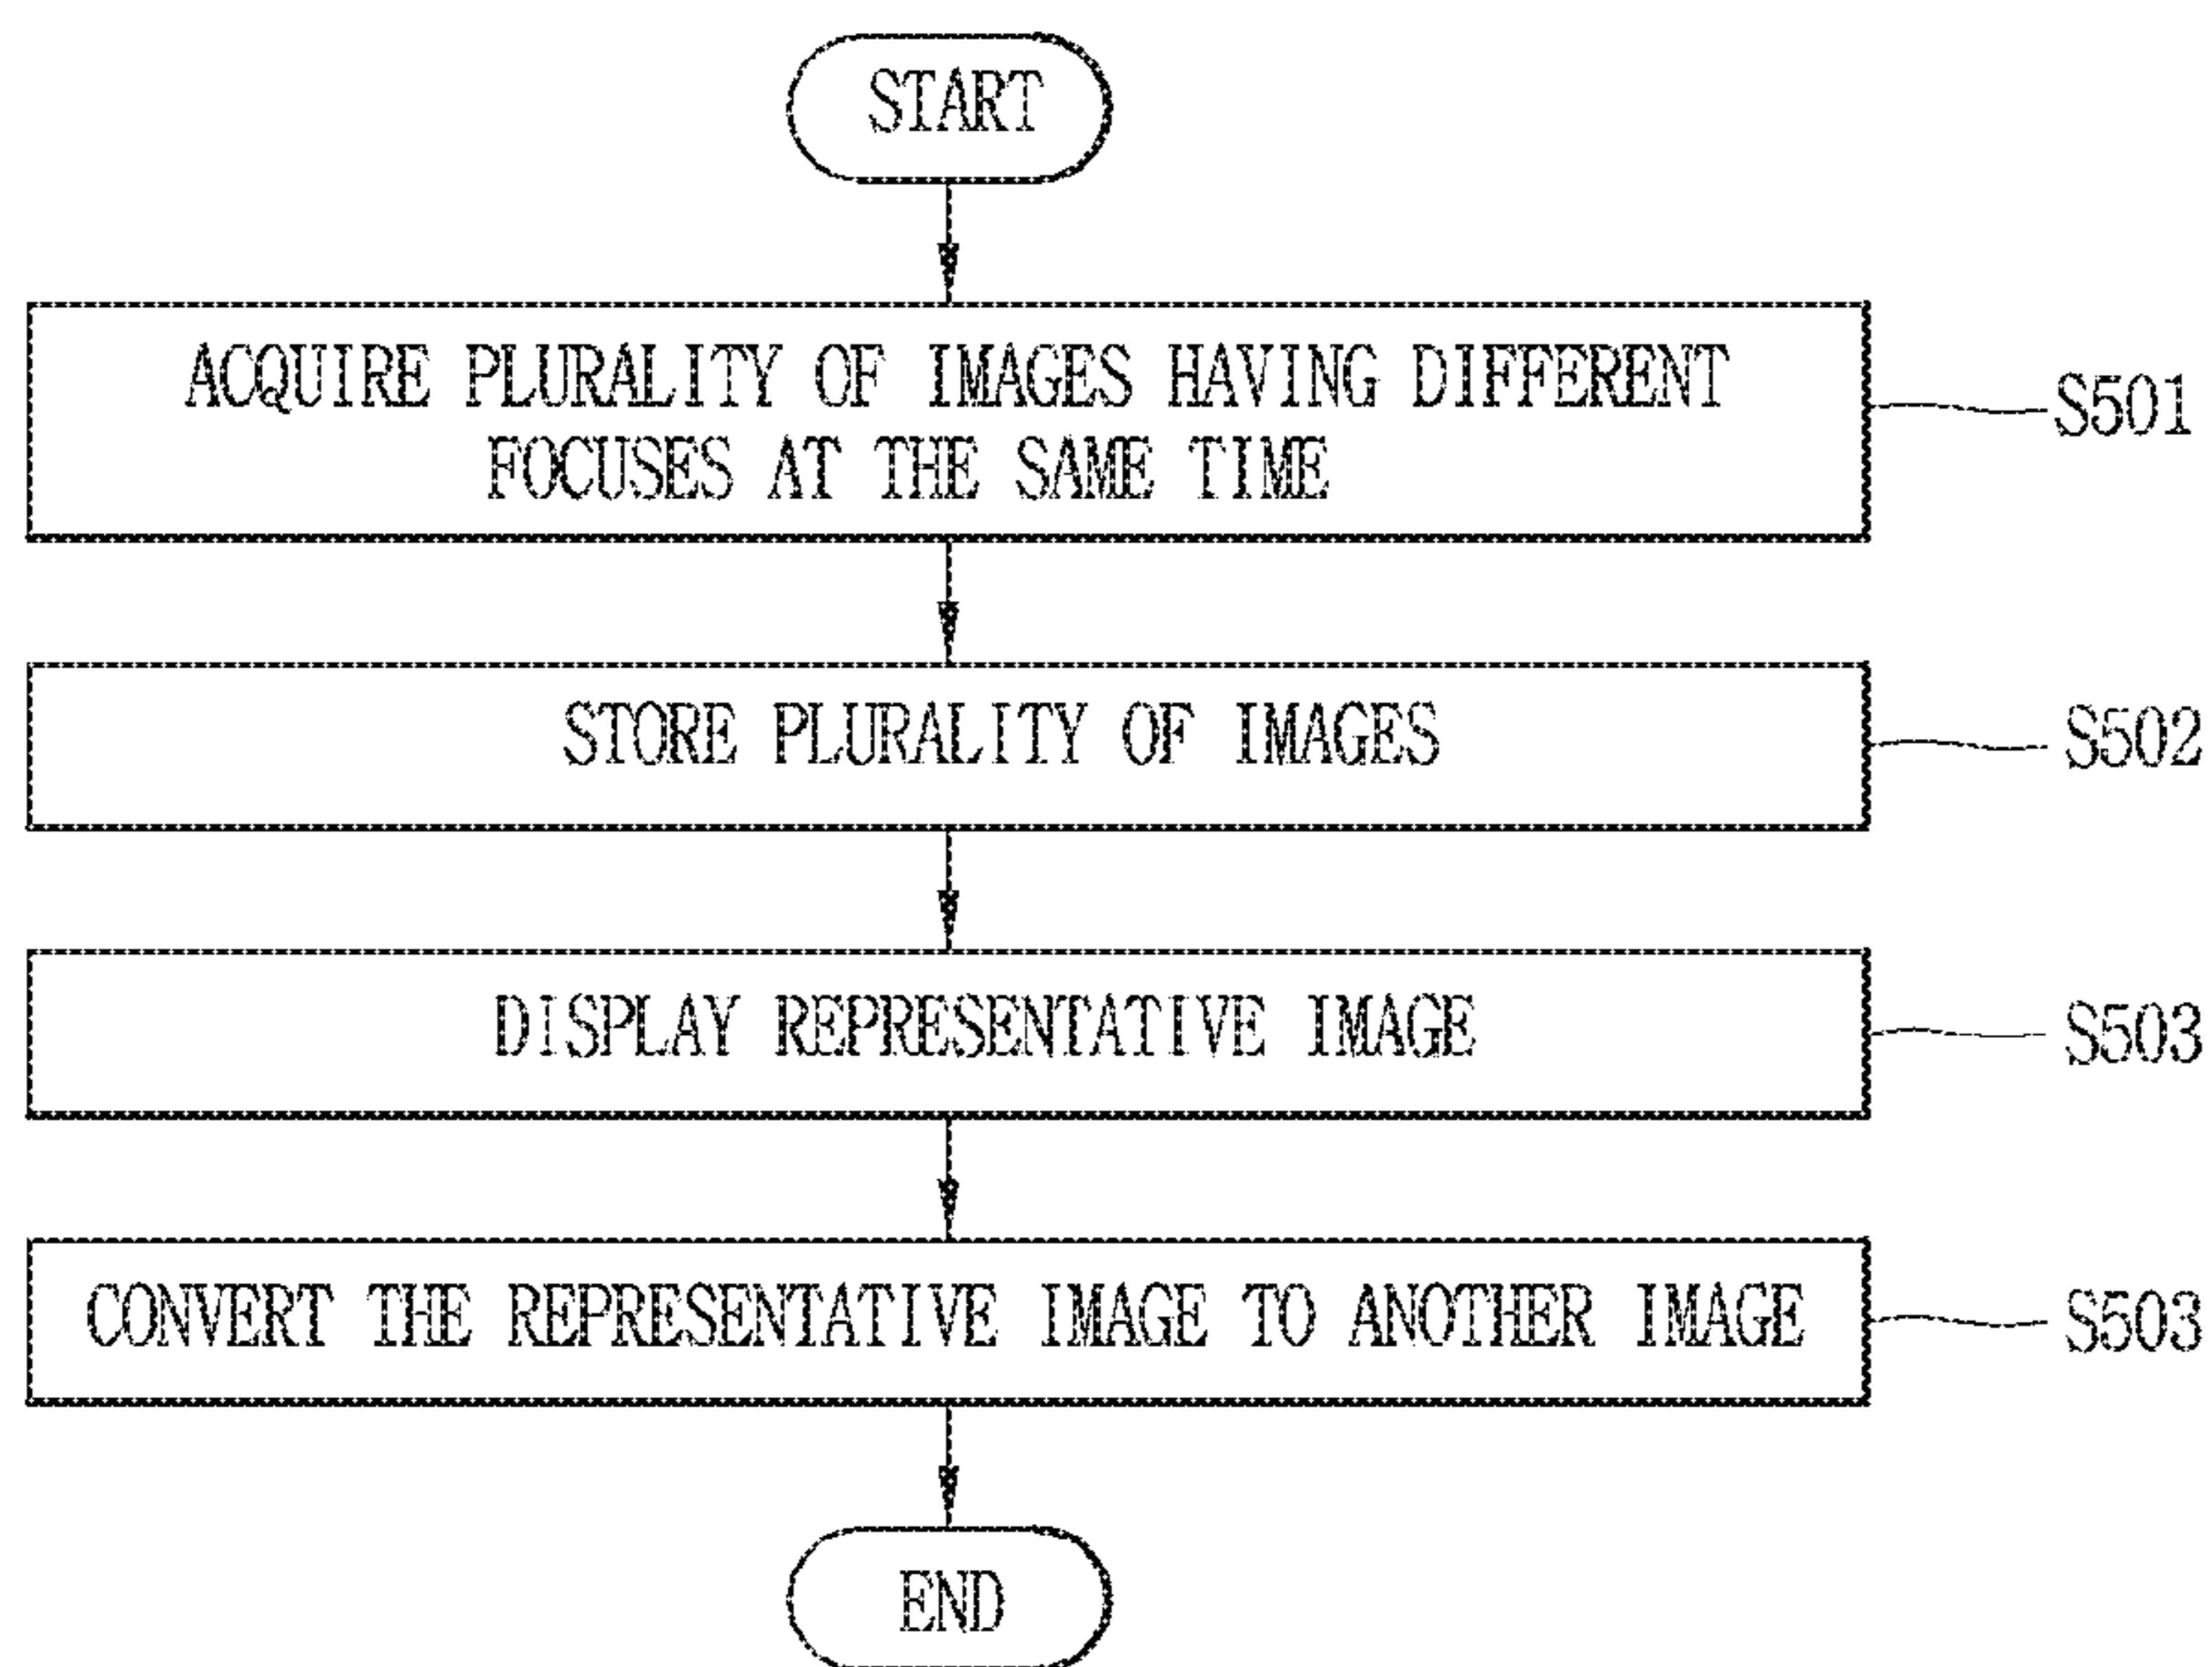 START
ACQUIRE PLURALITY OF IMAGES HAVING DIFFERENT
FOCUSES AT THE SAME TIME
S501
STORE PLURALITY OF IMAGES
S502
DISPLAY REPRESENTATIVE IMAGE
S503
CONVERT THE REPRESENTATIVE IMAGE TO ANOTHER IMAGE
S503
END